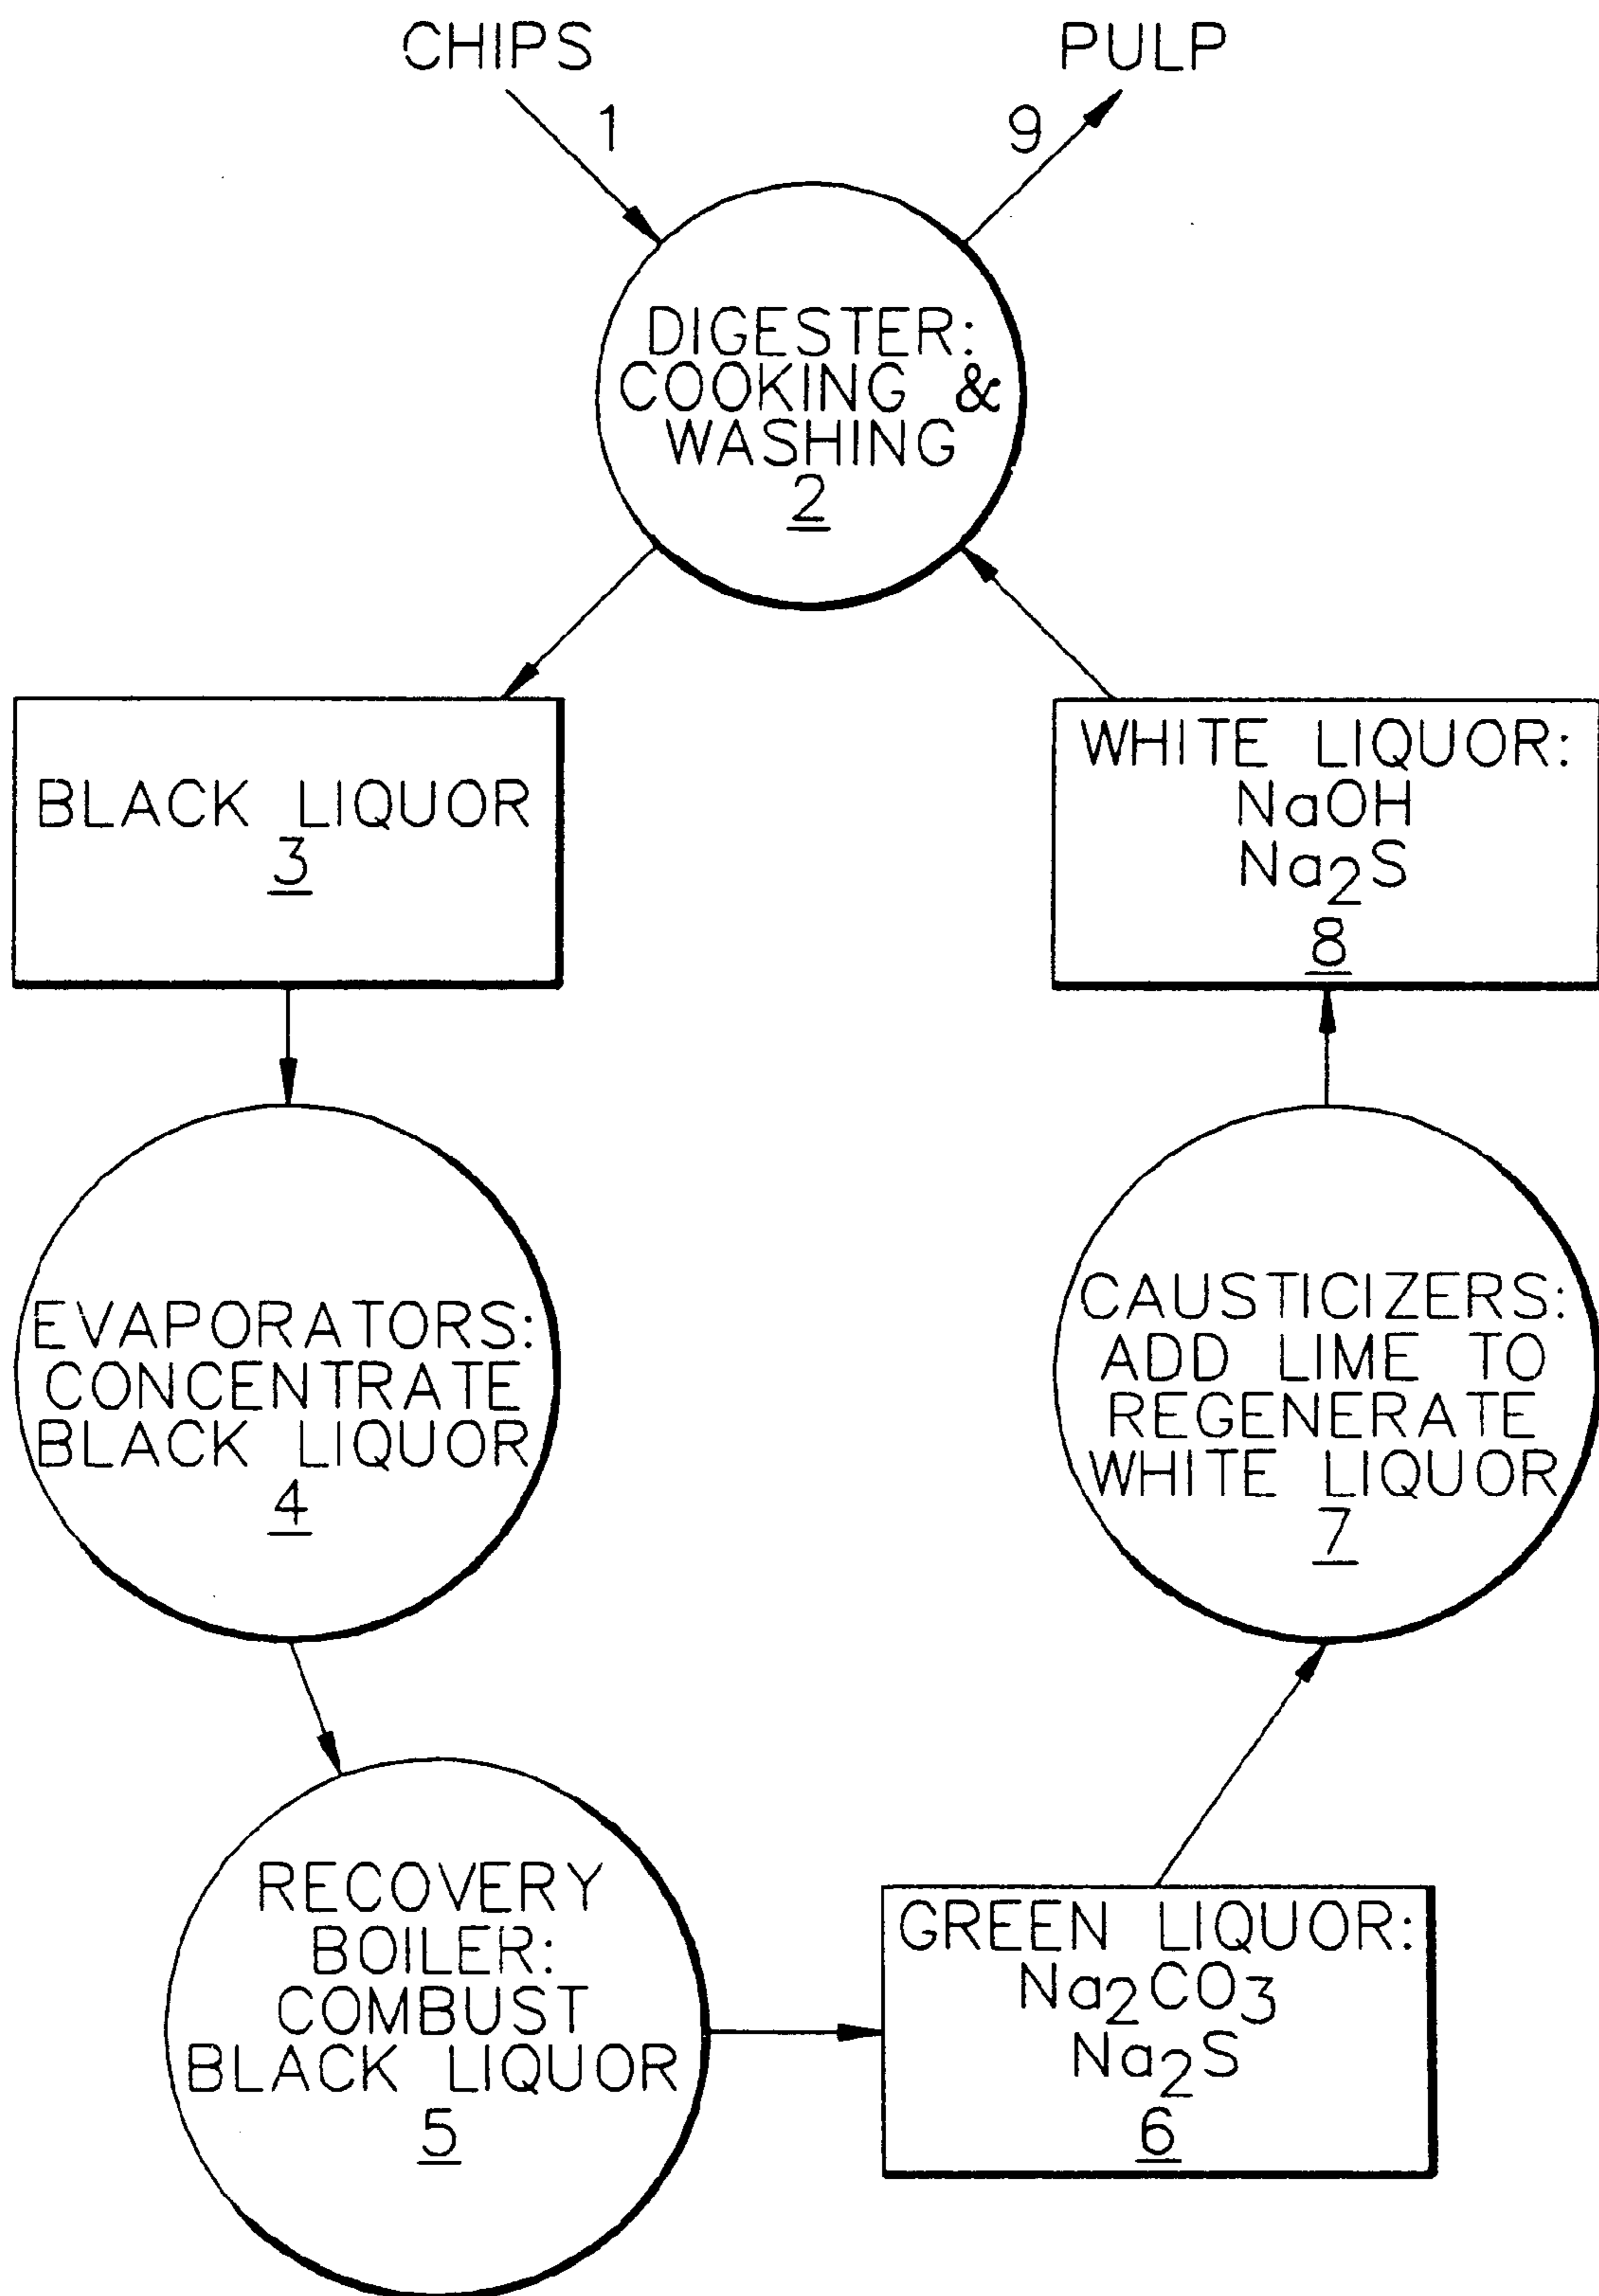 CHIPS
PULP
1
9
DIGESTER:
COOKING &
WASHING
2
BLACK LIQUOR
3
WHITE LIQUOR:
NaOH
Na₂S
8
EVAPORATORS:
CONCENTRATE
BLACK LIQUOR
4
CAUSTICIZERS:
ADD LIME TO
REGENERATE
WHITE LIQUOR
7
RECOVERY
BOILER:
COMBUST
BLACK LIQUOR
5
GREEN LIQUOR:
Na₂CO₃
Na₂S
6